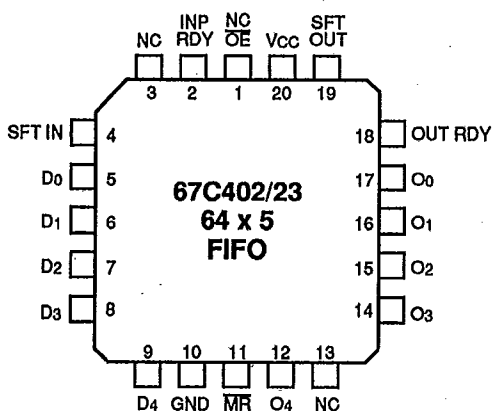 INP NC SFT
NC RDY O̅E̅ VCC OUT
3 2 1 20 19
SFT IN 4 18 OUT RDY
D0 5 17 O0
67C402/23
D1 6 16 O1
64 x 5
FIFO
D2 7 15 O2
D3 8 14 O3
9 10 11 12 13
D4 GND M̅R̅ O4 NC